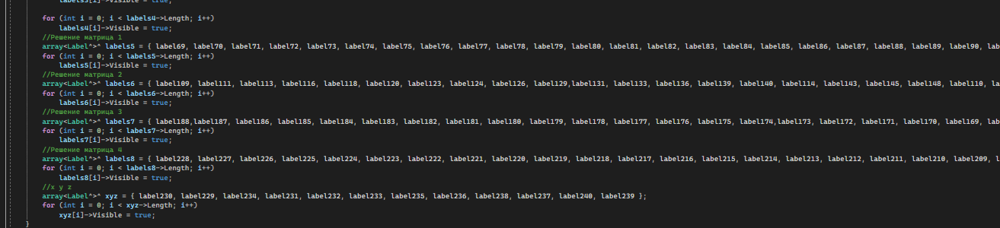 labels3[i]->Visible = true;
for (int i = 0; i < labels4->Length; i++)
labels4[i]->Visible = true;
//Решение матрица 1
array<Label^>^ labels5 = { label69, label70, label71, label72, label73, label74, label75, label76, label77, label78, label79, label80, label81, label82, label83, label84, label85, label86, label87, label88, label89, label90, lab
for (int i = 0; i < labels5->Length; i++)
labels5[i]->Visible = true;
//Решение матрица 2
array<Label^>^ labels6 = { label109, label111, label113, label116, label118, label120, label123, label124, label126, label129,label131, label133, label136, label139, label140, label114, label143, label145, label148, label110, la
for (int i = 0; i < labels6->Length; i++)
labels6[i]->Visible = true;
//Решение матрица 3
array<Label^>^ labels7 = { label188,label187, label186, label185, label184, label183, label182, label181, label180, label179, label178, label177, label176, label175, label174,label173, label172, label171, label170, label169, lab
for (int i = 0; i < labels7->Length; i++)
labels7[i]->Visible = true;
//Решение матрица 4
array<Label^>^ labels8 = { label228, label227, label226, label225, label224, label223, label222, label221, label220, label219, label218, label217, label216, label215, label214, label213, label212, label211, label210, label209, l
for (int i = 0; i < labels8->Length; i++)
labels8[i]->Visible = true;
//x y z
array<Label^>^ xyz = { label230, label229, label234, label231, label232, label233, label235, label236, label238, label237, label240, label239 };
for (int i = 0; i < xyz->Length; i++)
xyz[i]->Visible = true;
}